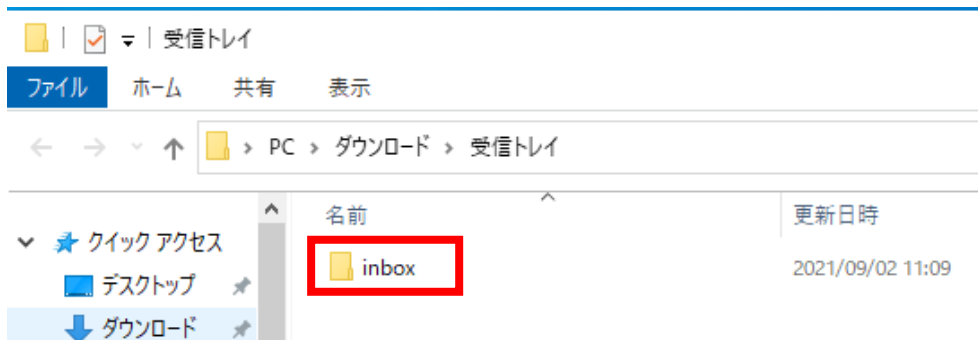 受信トレイ
ファイル ホーム 共有 表示
PC › ダウンロード › 受信トレイ
名前 更新日時
クイック アクセス
inbox 2021/09/02 11:09
デスクトップ
ダウンロード